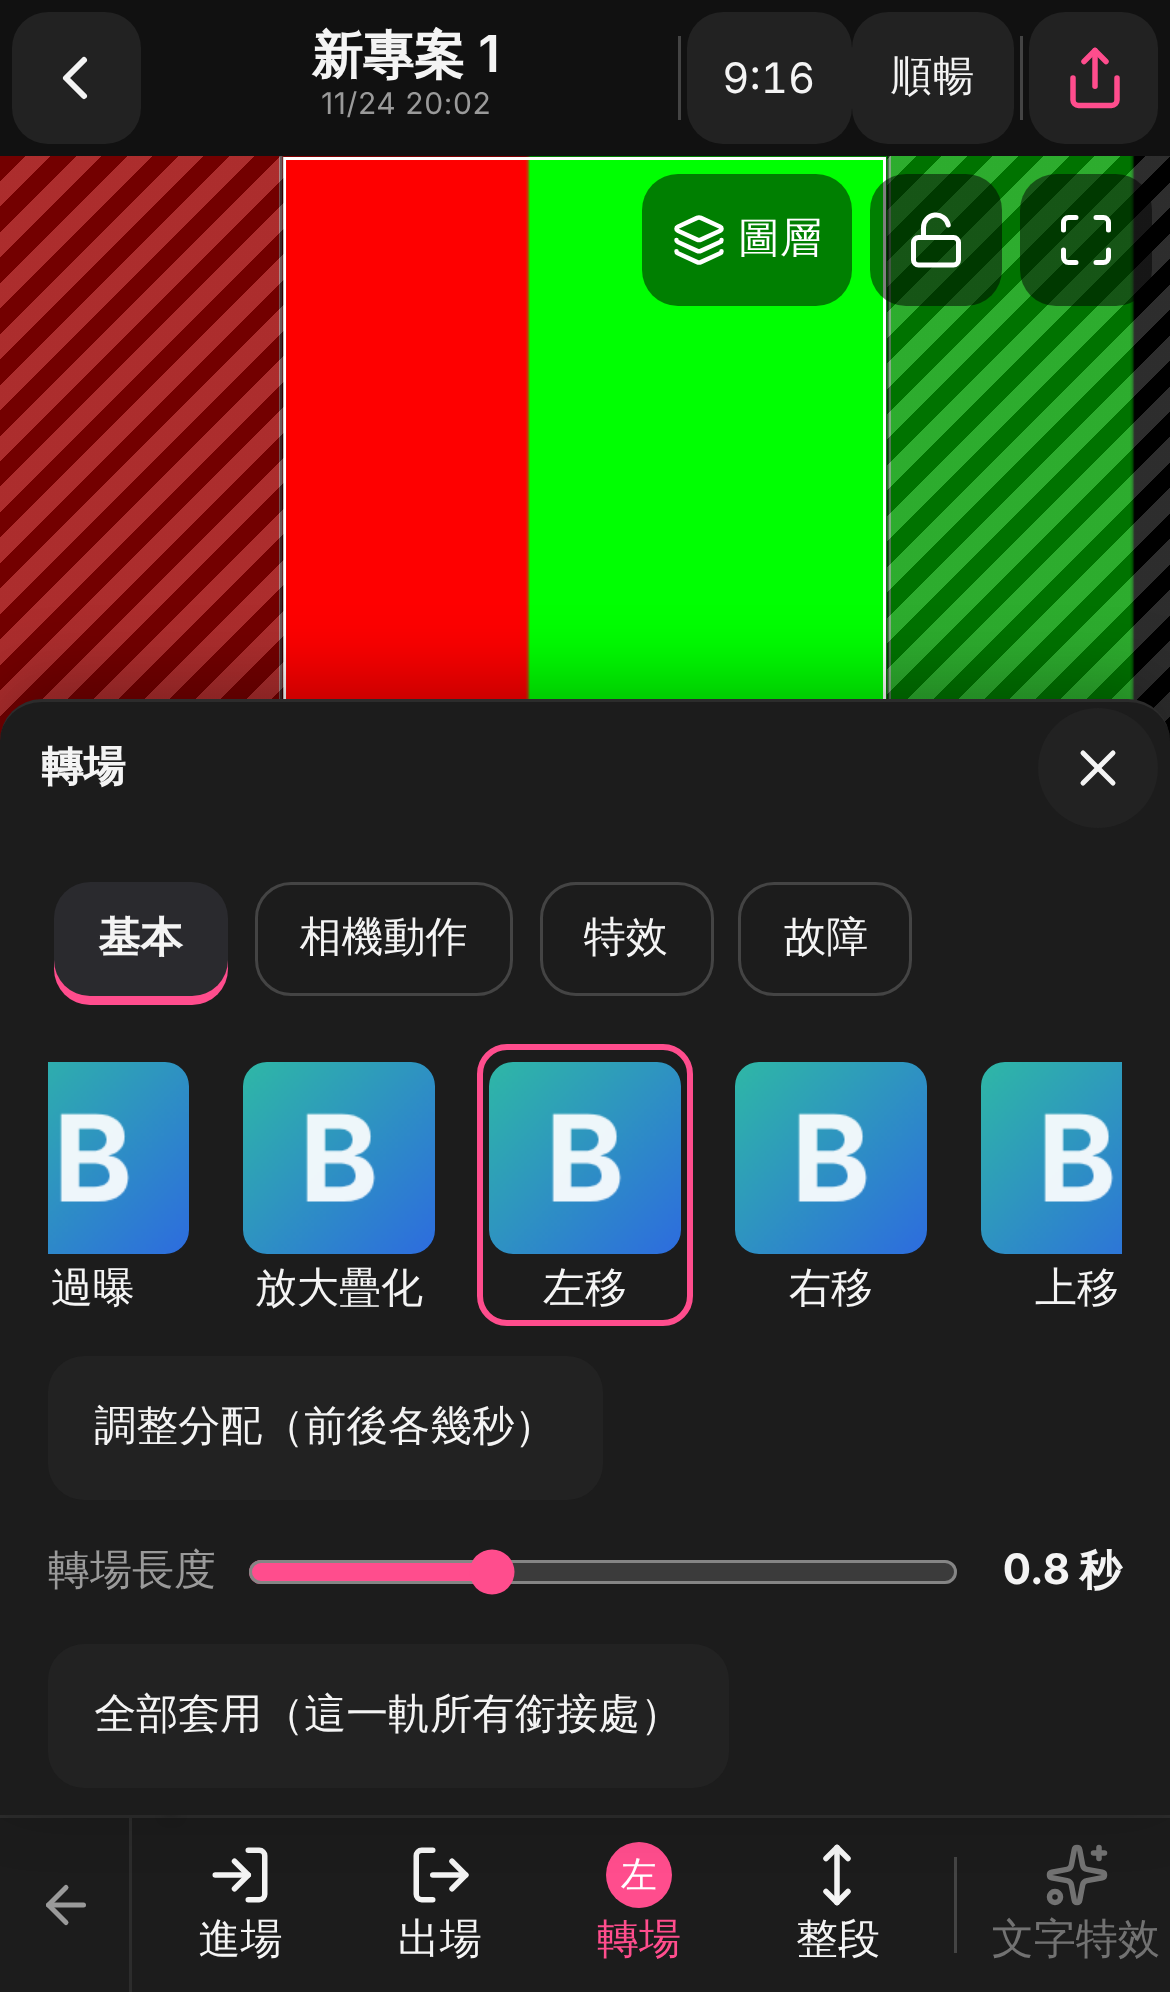 新專案 1
11/24 20:02
9:16
順暢
圖層
轉場
基本
相機動作
特效
故障
B
B
B
B
B
過曝
放大疊化
左移
右移
上移
調整分配（前後各幾秒）
轉場長度
0.8 秒
全部套用（這一軌所有銜接處）
左
進場
出場
轉場
整段
文字特效